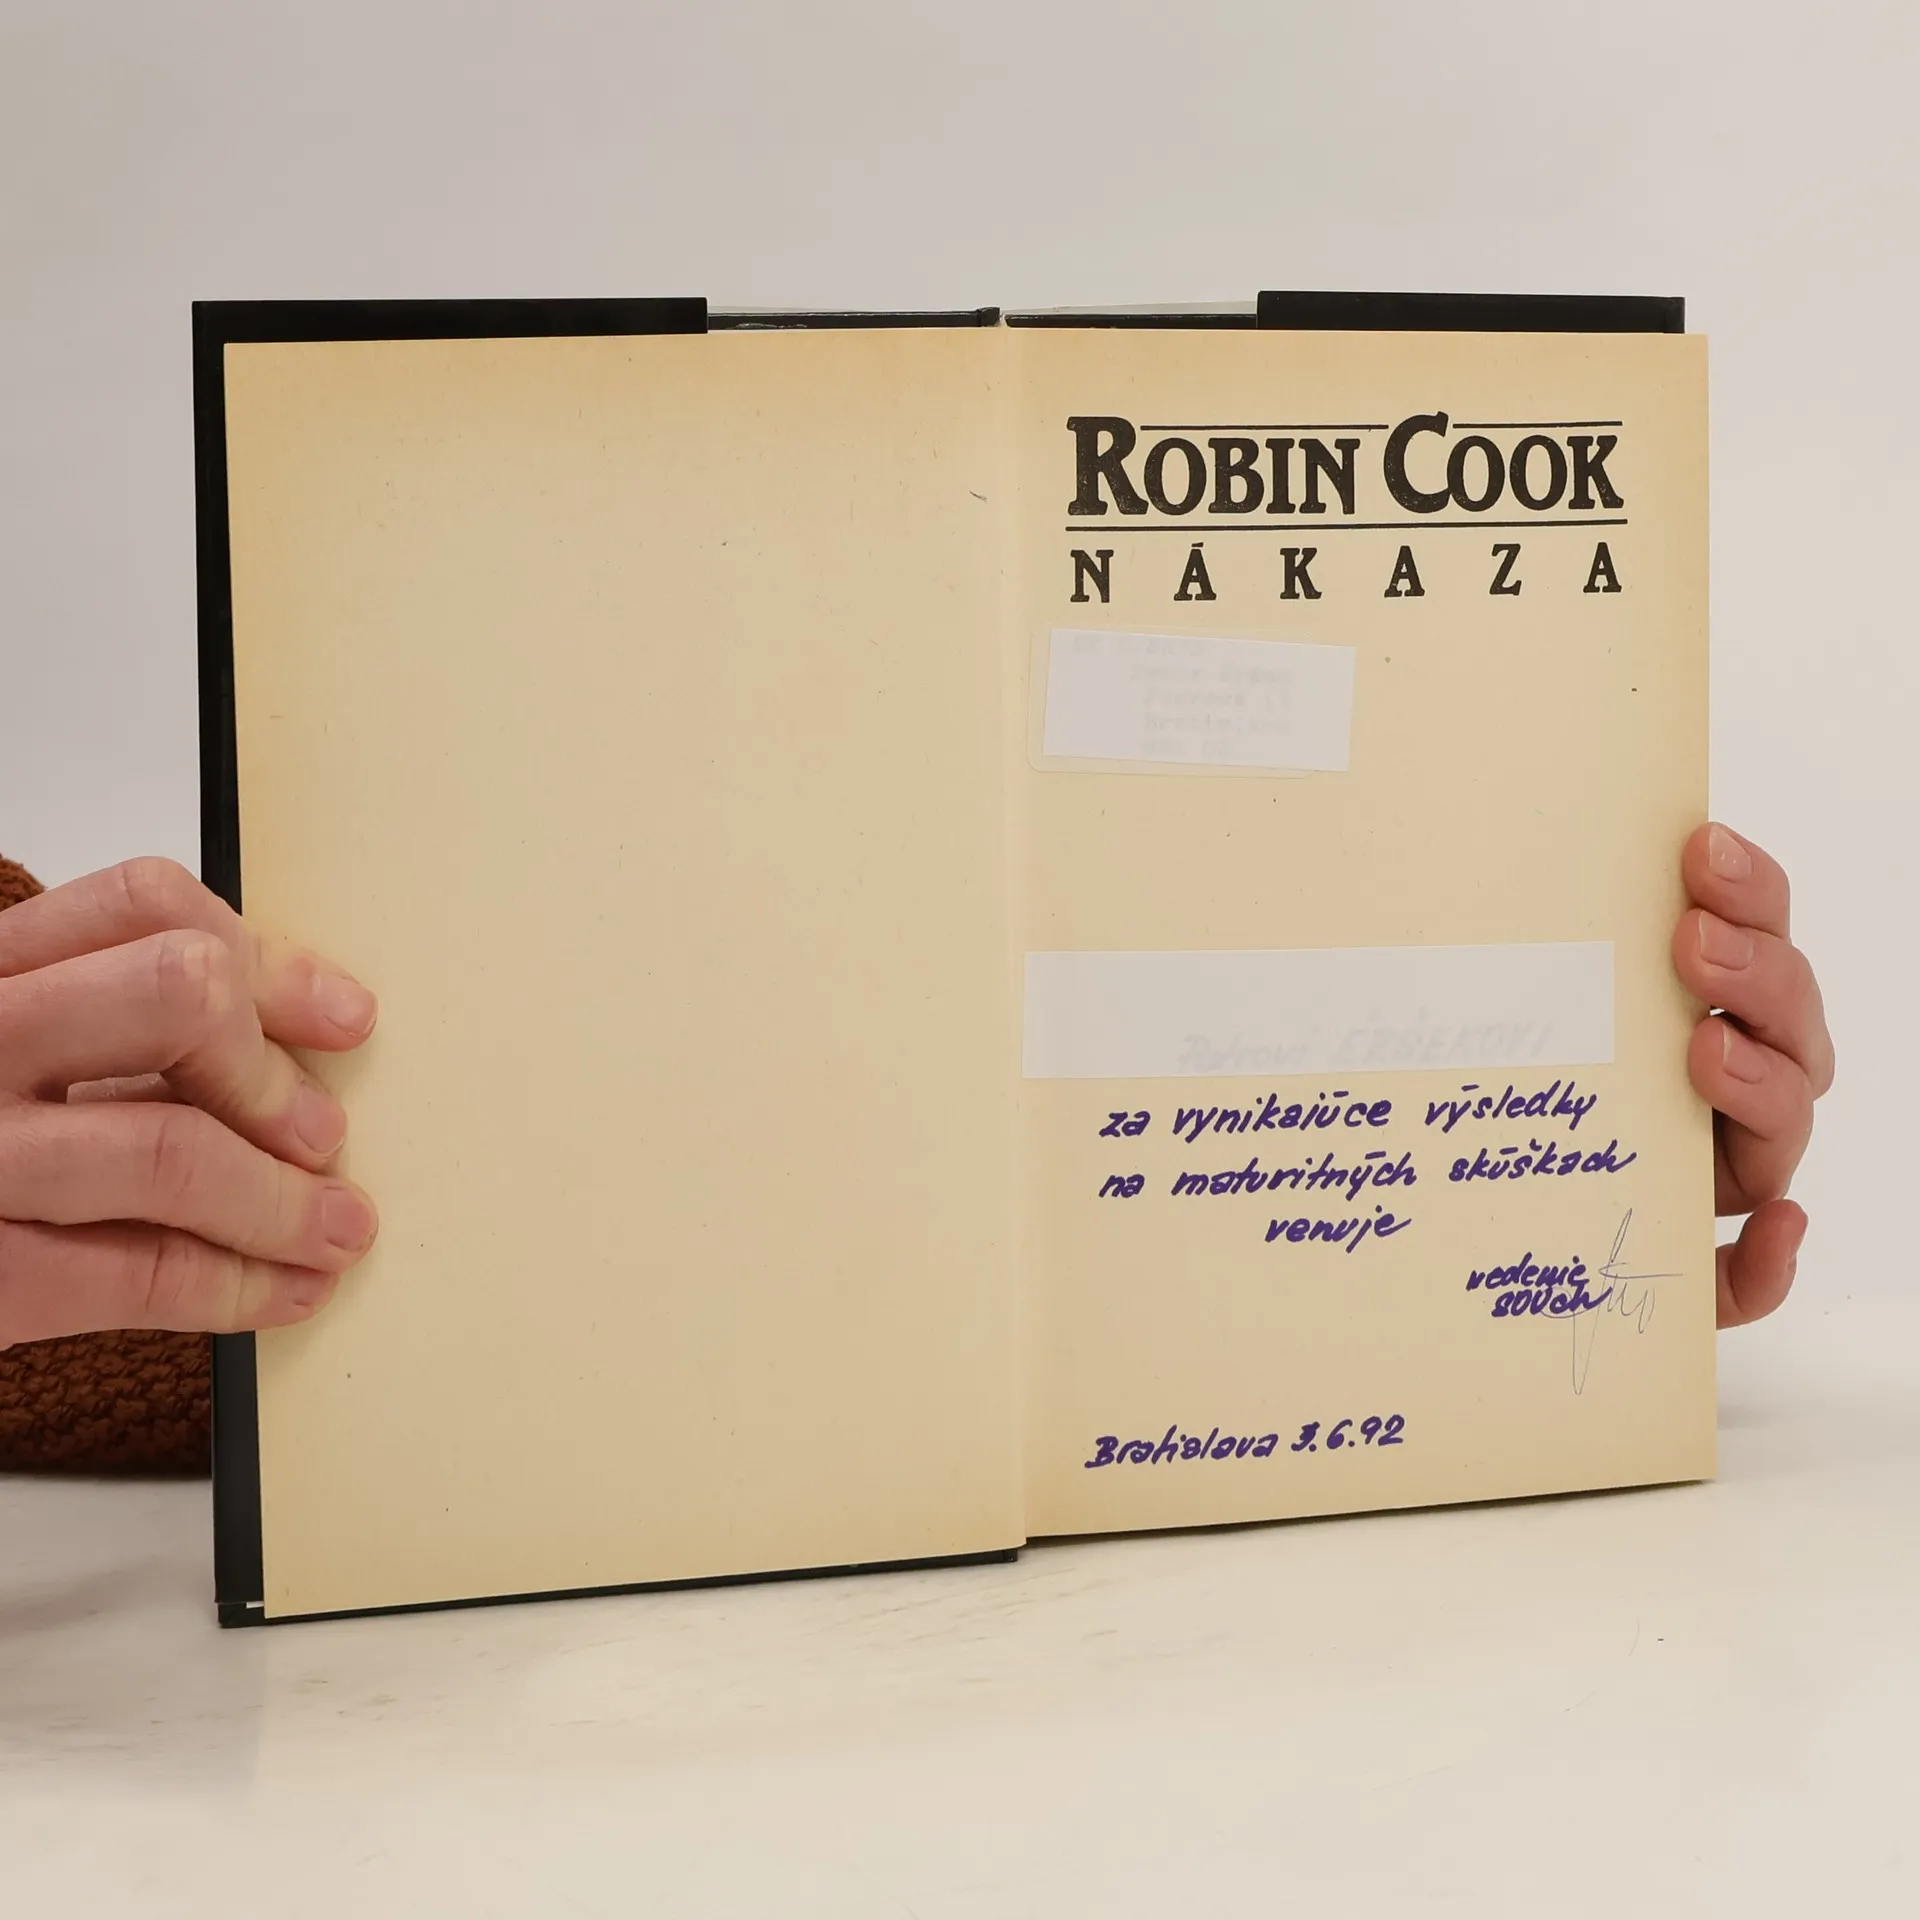 ROBIN COOK
NÁKAZA
za vynikajúce výsledky
na maturitných skúškach
venuje
vedenie
SOUch
Bratislava 3.6.92